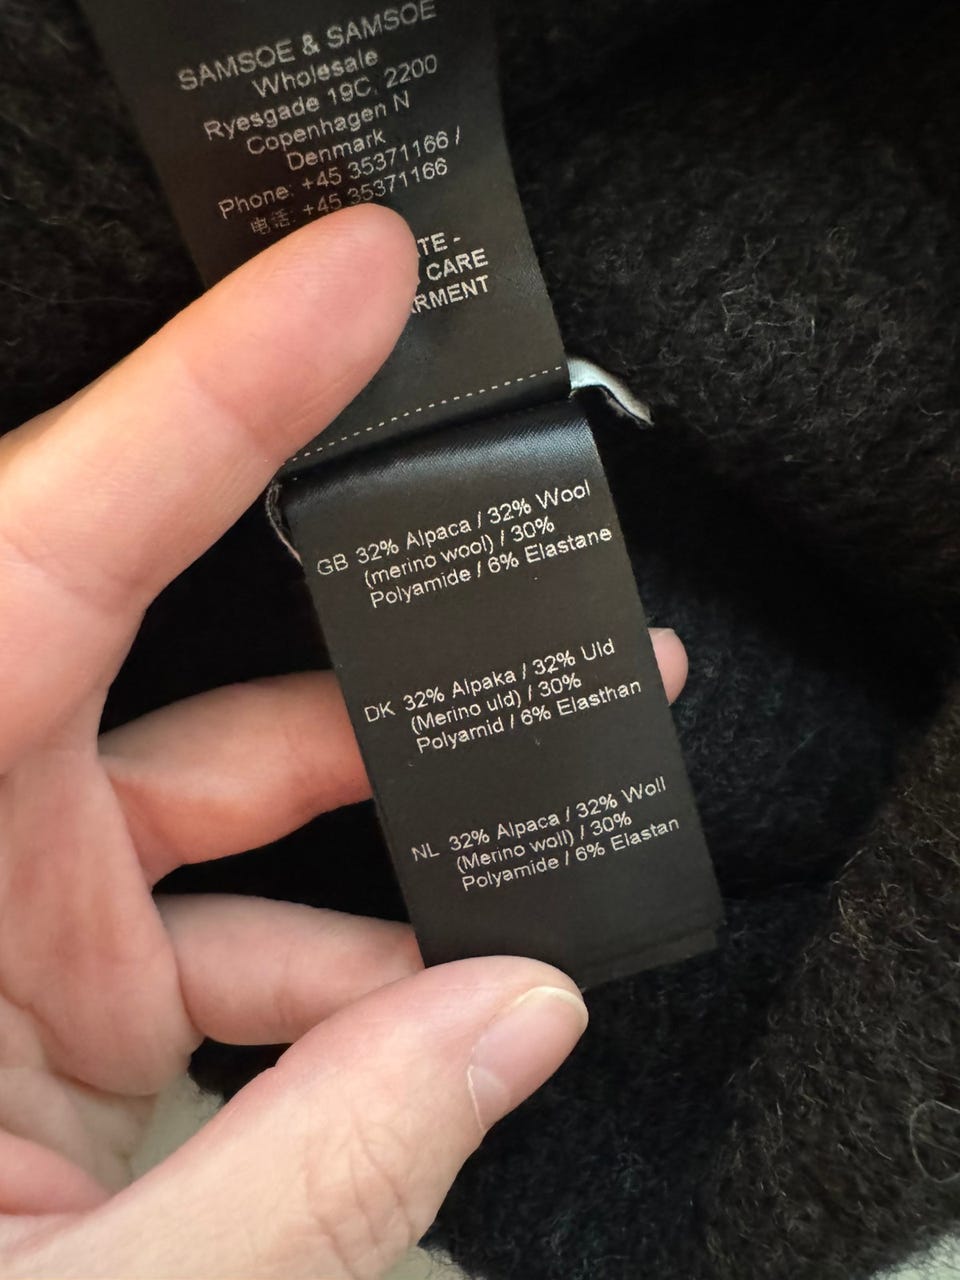 SAMSOE & SAMSOE
Wholesale
Ryesgade 19C, 2200
Copenhagen N
Denmark
Phone: +45 35371166 /
电话: +45 35371166
CARE
GB 32% Alpaca / 32% Wool
(merino wool) / 30%
Polyamide / 6% Elastane
DK 32% Alpaka / 32% Uld
(Merino uld) / 30%
Polyamid / 6% Elasthan
NL 32% Alpaca / 32% Woll
(Merino woll) / 30%
Polyamide / 6% Elastan